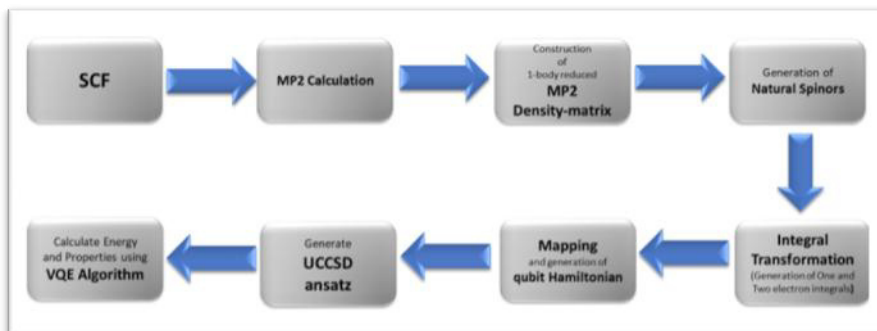 SCF
MP2 Calculation
Construction
of
1-body reduced
MP2
Density-matrix
Generation of
Natural Spinors
Integral
Transformation
(Generation of One and
Two electron integrals)
Mapping
and generation of
qubit Hamiltonian
Generate
UCCSD
ansatz
Calculate Energy
and Properties using
VQE Algorithm